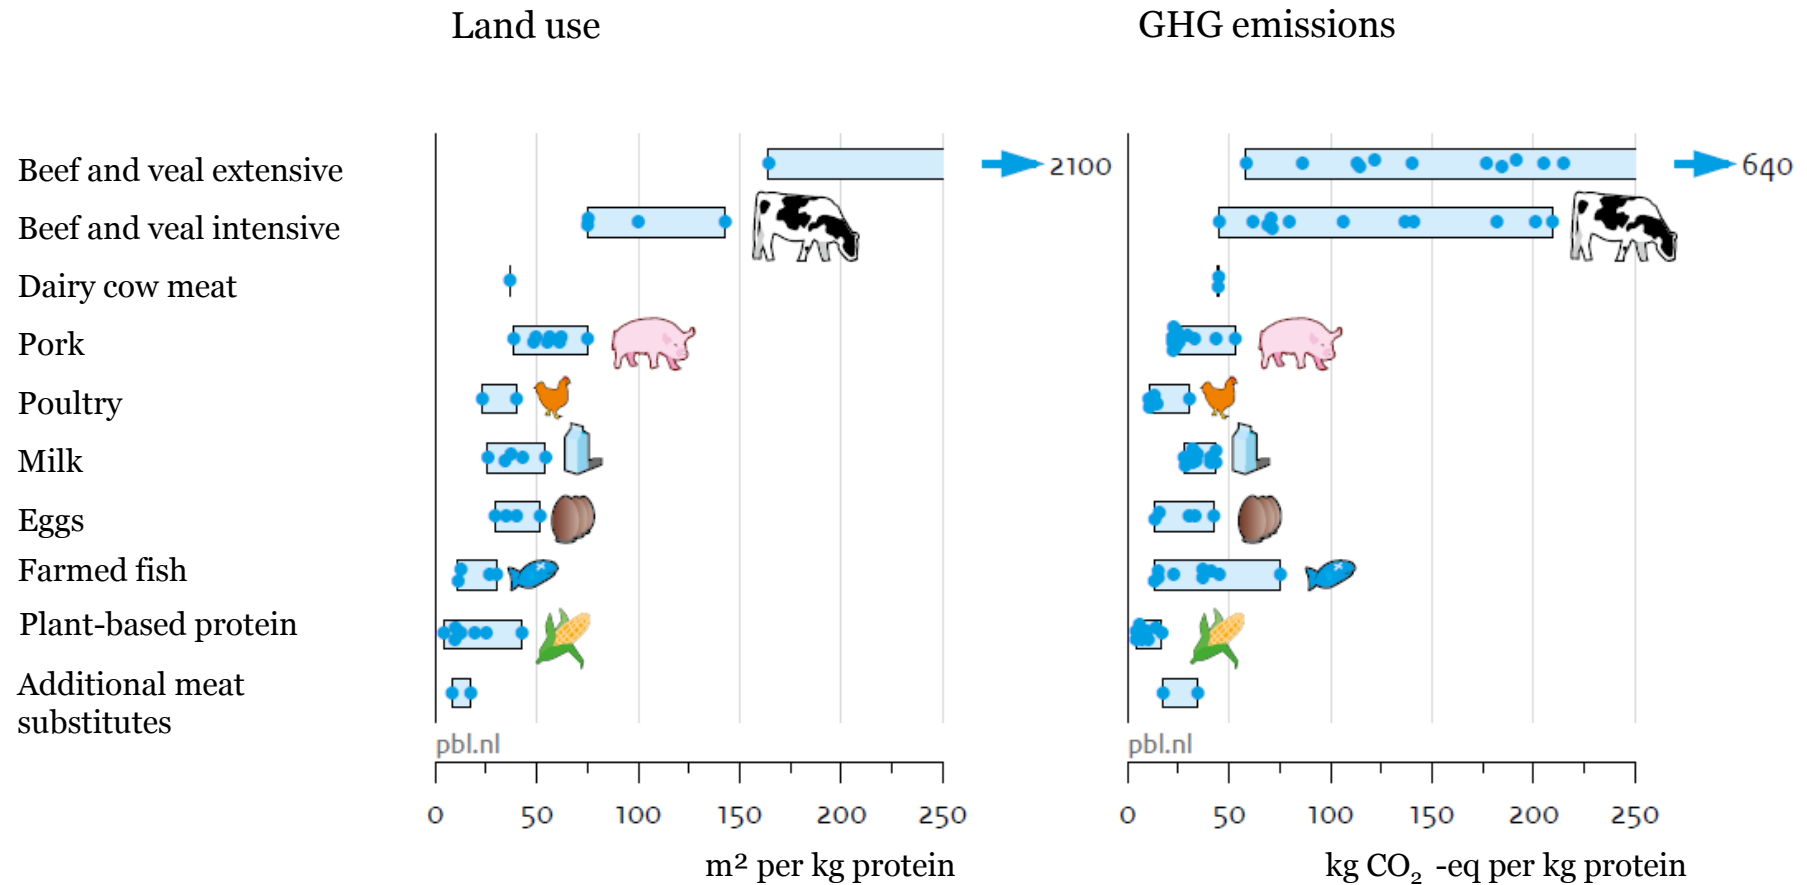 Land use
GHG emissions
Beef and veal extensive
2100
640
Beef and veal intensive
Dairy cow meat
Pork
Poultry
Milk
Eggs
Farmed fish
Plant-based protein
Additional meat
substitutes
pbl.nl
pbl.nl
0 50 100 150 200 250
0 50 100 150 200 250
m² per kg protein
kg CO₂ -eq per kg protein